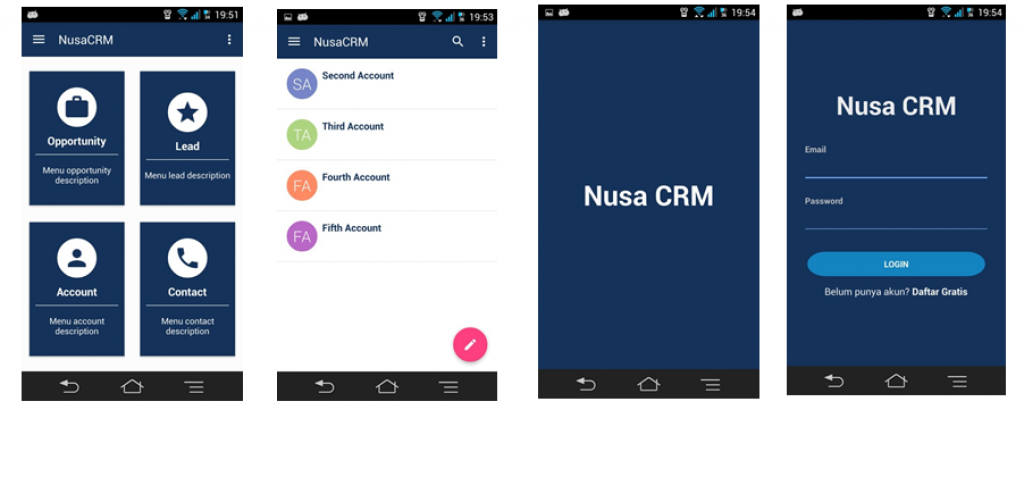 19:51
NusaCRM
Opportunity
Menu opportunity
description
Lead
Menu lead description
Account
Menu account
description
Contact
Menu contact
description
19:53
NusaCRM
SA
Second Account
TA
Third Account
FA
Fourth Account
FA
Fifth Account
19:54
Nusa CRM
19:54
Nusa CRM
Email
Password
LOGIN
Belum punya akun? Daftar Gratis